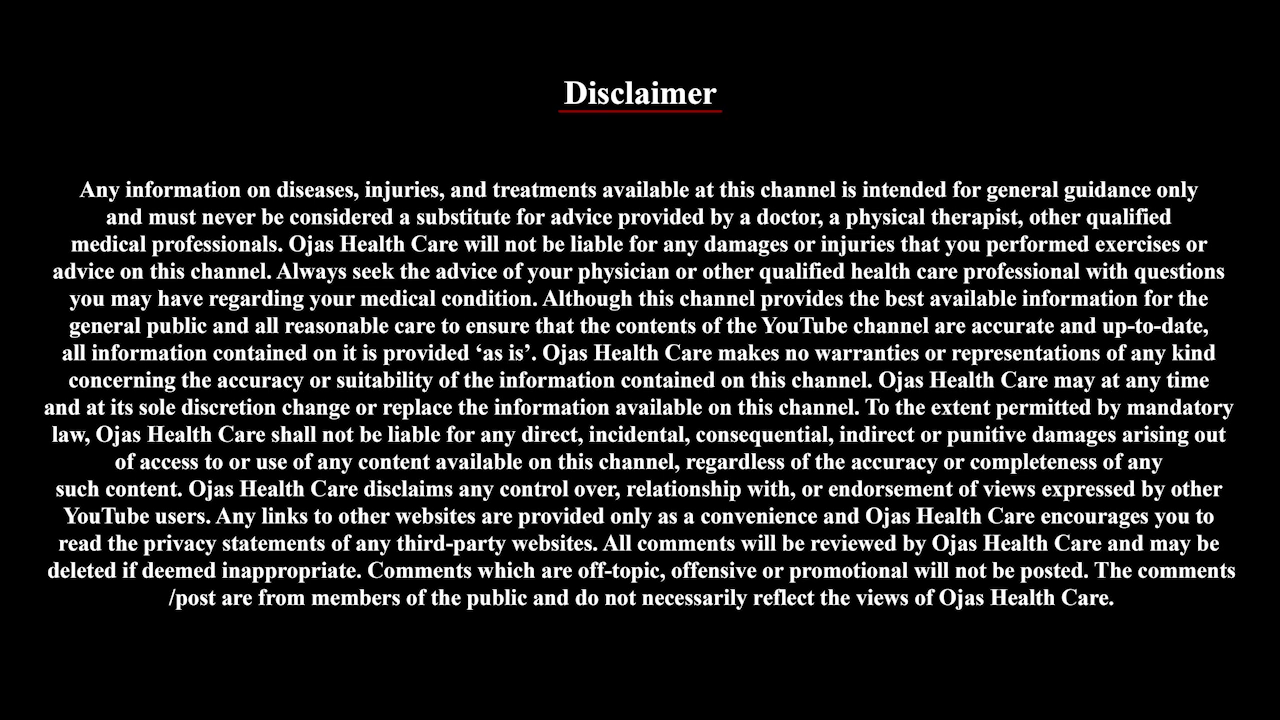 Disclaimer
Any information on diseases, injuries, and treatments available at this channel is intended for general guidance only
and must never be considered a substitute for advice provided by a doctor, a physical therapist, other qualified
medical professionals. Ojas Health Care will not be liable for any damages or injuries that you performed exercises or
advice on this channel. Always seek the advice of your physician or other qualified health care professional with questions
you may have regarding your medical condition. Although this channel provides the best available information for the
general public and all reasonable care to ensure that the contents of the YouTube channel are accurate and up-to-date,
all information contained on it is provided ‘as is’. Ojas Health Care makes no warranties or representations of any kind
concerning the accuracy or suitability of the information contained on this channel. Ojas Health Care may at any time
and at its sole discretion change or replace the information available on this channel. To the extent permitted by mandatory
law, Ojas Health Care shall not be liable for any direct, incidental, consequential, indirect or punitive damages arising out
of access to or use of any content available on this channel, regardless of the accuracy or completeness of any
such content. Ojas Health Care disclaims any control over, relationship with, or endorsement of views expressed by other
YouTube users. Any links to other websites are provided only as a convenience and Ojas Health Care encourages you to
read the privacy statements of any third-party websites. All comments will be reviewed by Ojas Health Care and may be
deleted if deemed inappropriate. Comments which are off-topic, offensive or promotional will not be posted. The comments
/post are from members of the public and do not necessarily reflect the views of Ojas Health Care.